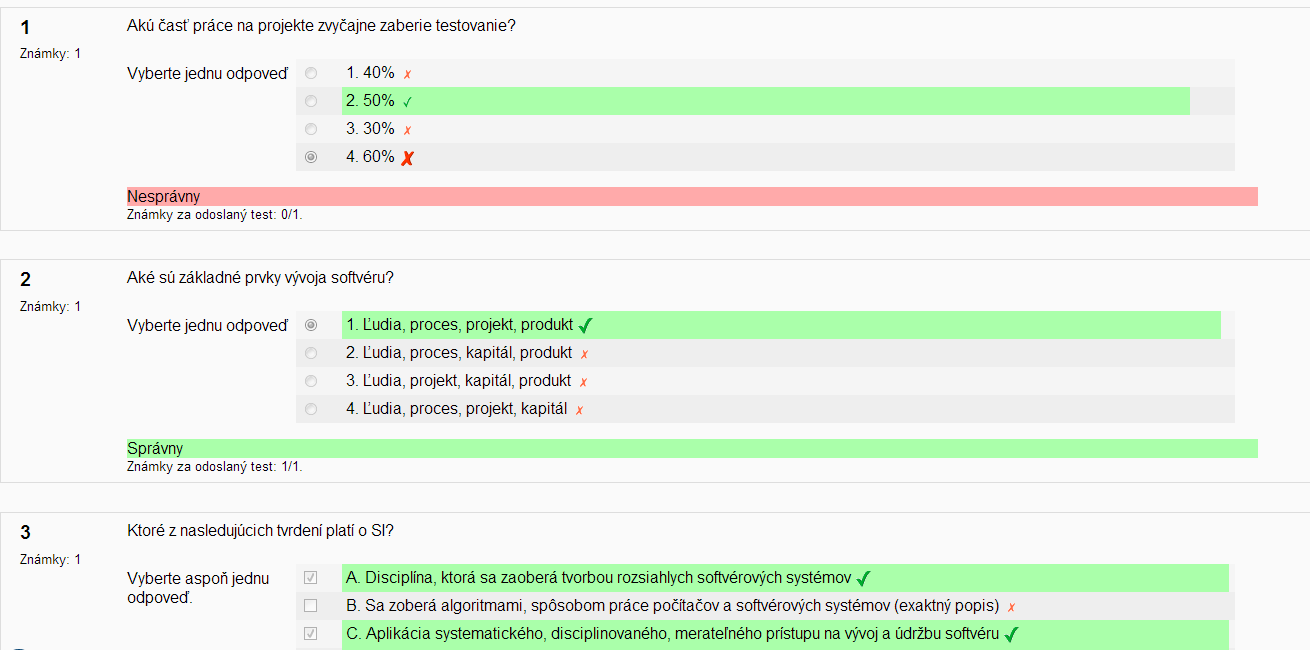 1
Akú časť práce na projekte zvyčajne zaberie testovanie?
Známky: 1
Vyberte jednu odpoveď
1. 40% ✗
2. 50% ✓
3. 30% ✗
4. 60% ✗
Nesprávny
Známky za odoslaný test: 0/1.
2
Aké sú základné prvky vývoja softvéru?
Známky: 1
Vyberte jednu odpoveď
1. Ľudia, proces, projekt, produkt ✓
2. Ľudia, proces, kapitál, produkt ✗
3. Ľudia, projekt, kapitál, produkt ✗
4. Ľudia, proces, projekt, kapitál ✗
Správny
Známky za odoslaný test: 1/1.
3
Ktoré z nasledujúcich tvrdení platí o SI?
Známky: 1
Vyberte aspoň jednu
odpoveď.
A. Disciplína, ktorá sa zaoberá tvorbou rozsiahlych softvérových systémov ✓
B. Sa zoberá algoritmami, spôsobom práce počítačov a softvérových systémov (exaktný popis) ✗
C. Aplikácia systematického, disciplinovaného, merateľného prístupu na vývoj a údržbu softvéru ✓